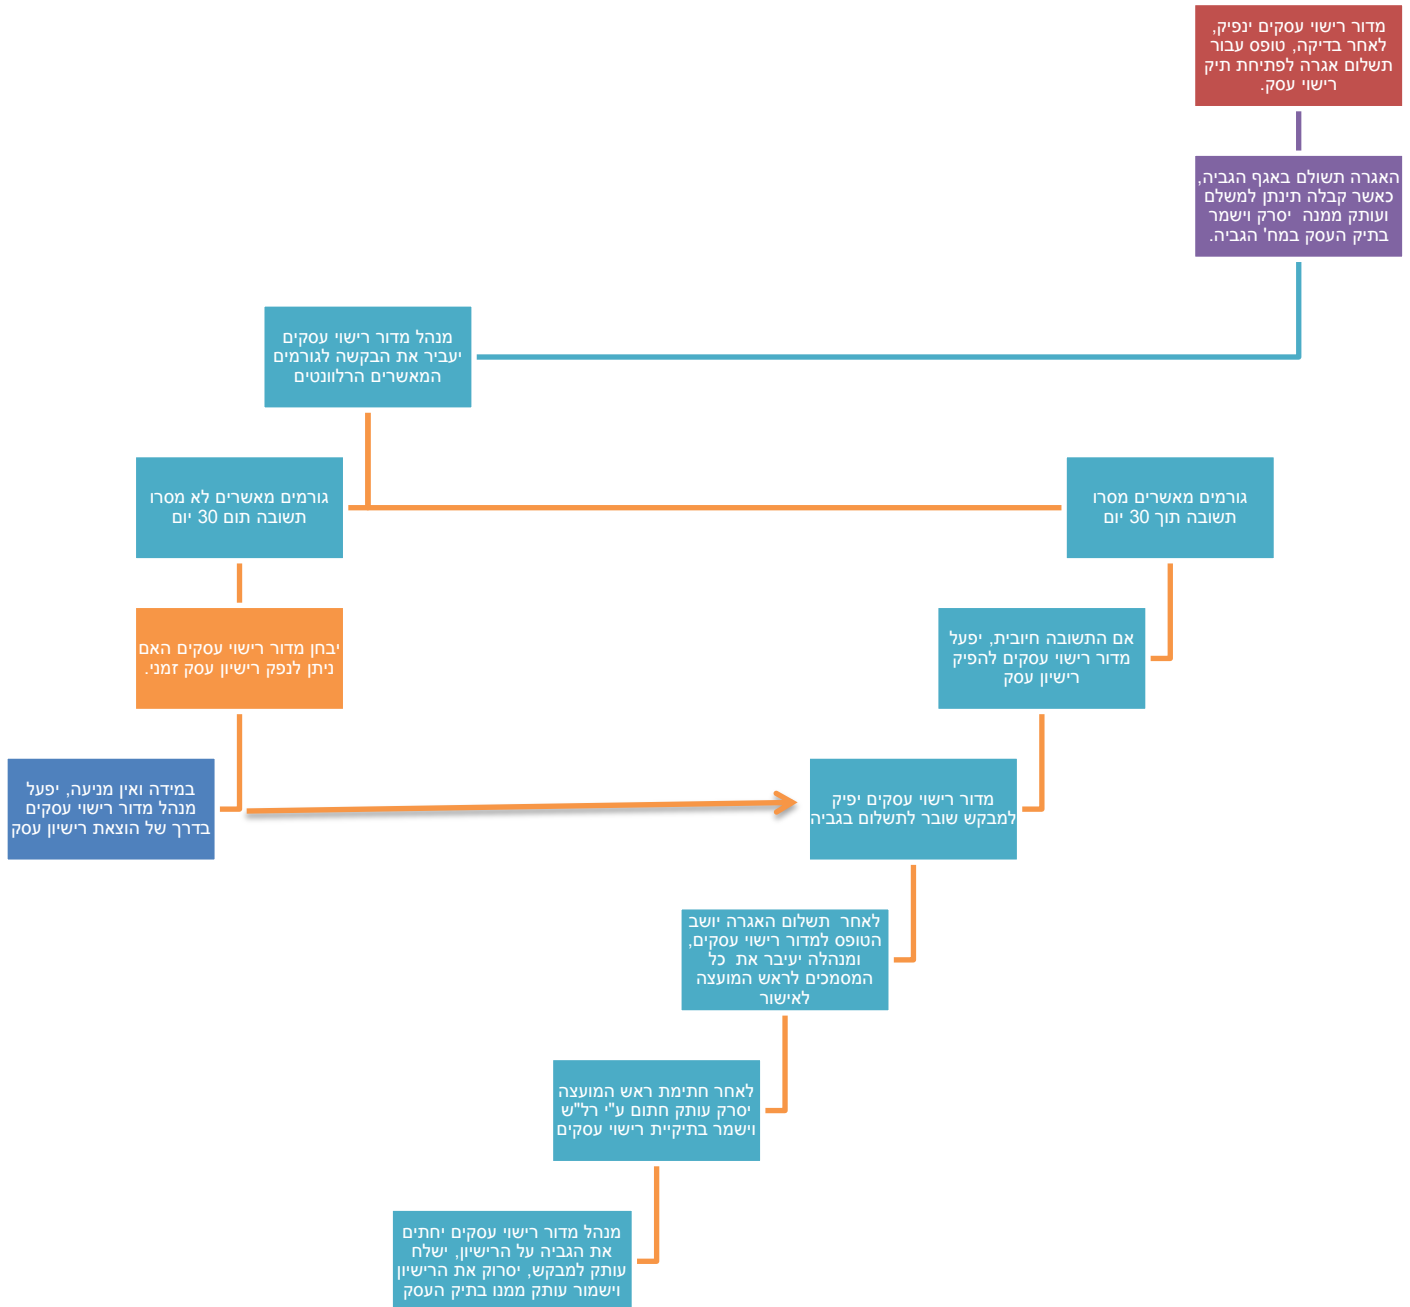 מדור רישוי עסקים ינפיק,
לאחר בדיקה, טופס עבור
תשלום אגרה לפתיחת תיק
רישוי עסק.
האגרה תשולם באגף הגביה,
כאשר קבלה תינתן למשלם
ועותק ממנה יסרק וישמר
בתיק העסק במח' הגביה.
מנהל מדור רישוי עסקים
יעביר את הבקשה לגורמים
המאשרים הרלוונטים
גורמים מאשרים מסרו
תשובה תוך 30 יום
גורמים מאשרים לא מסרו
תשובה תום 30 יום
אם התשובה חיובית, יפעל
מדור רישוי עסקים להפיק
רישיון עסק
יבחן מדור רישוי עסקים האם
ניתן לנפק רישיון עסק זמני.
מדור רישוי עסקים יפיק
למבקש שובר לתשלום בגביה
במידה ואין מניעה, יפעל
מנהל מדור רישוי עסקים
בדרך של הוצאת רישיון עסק
לאחר תשלום האגרה יושב
הטופס למדור רישוי עסקים,
ומנהלה יעיבר את כל
המסמכים לראש המועצה
לאישור
לאחר חתימת ראש המועצה
יסרק עותק חתום ע"י רל"ש
וישמר בתיקיית רישוי עסקים
מנהל מדור רישוי עסקים יחתים
את הגביה על הרישיון, ישלח
עותק למבקש, יסרוק את הרישיון
וישמור עותק ממנו בתיק העסק